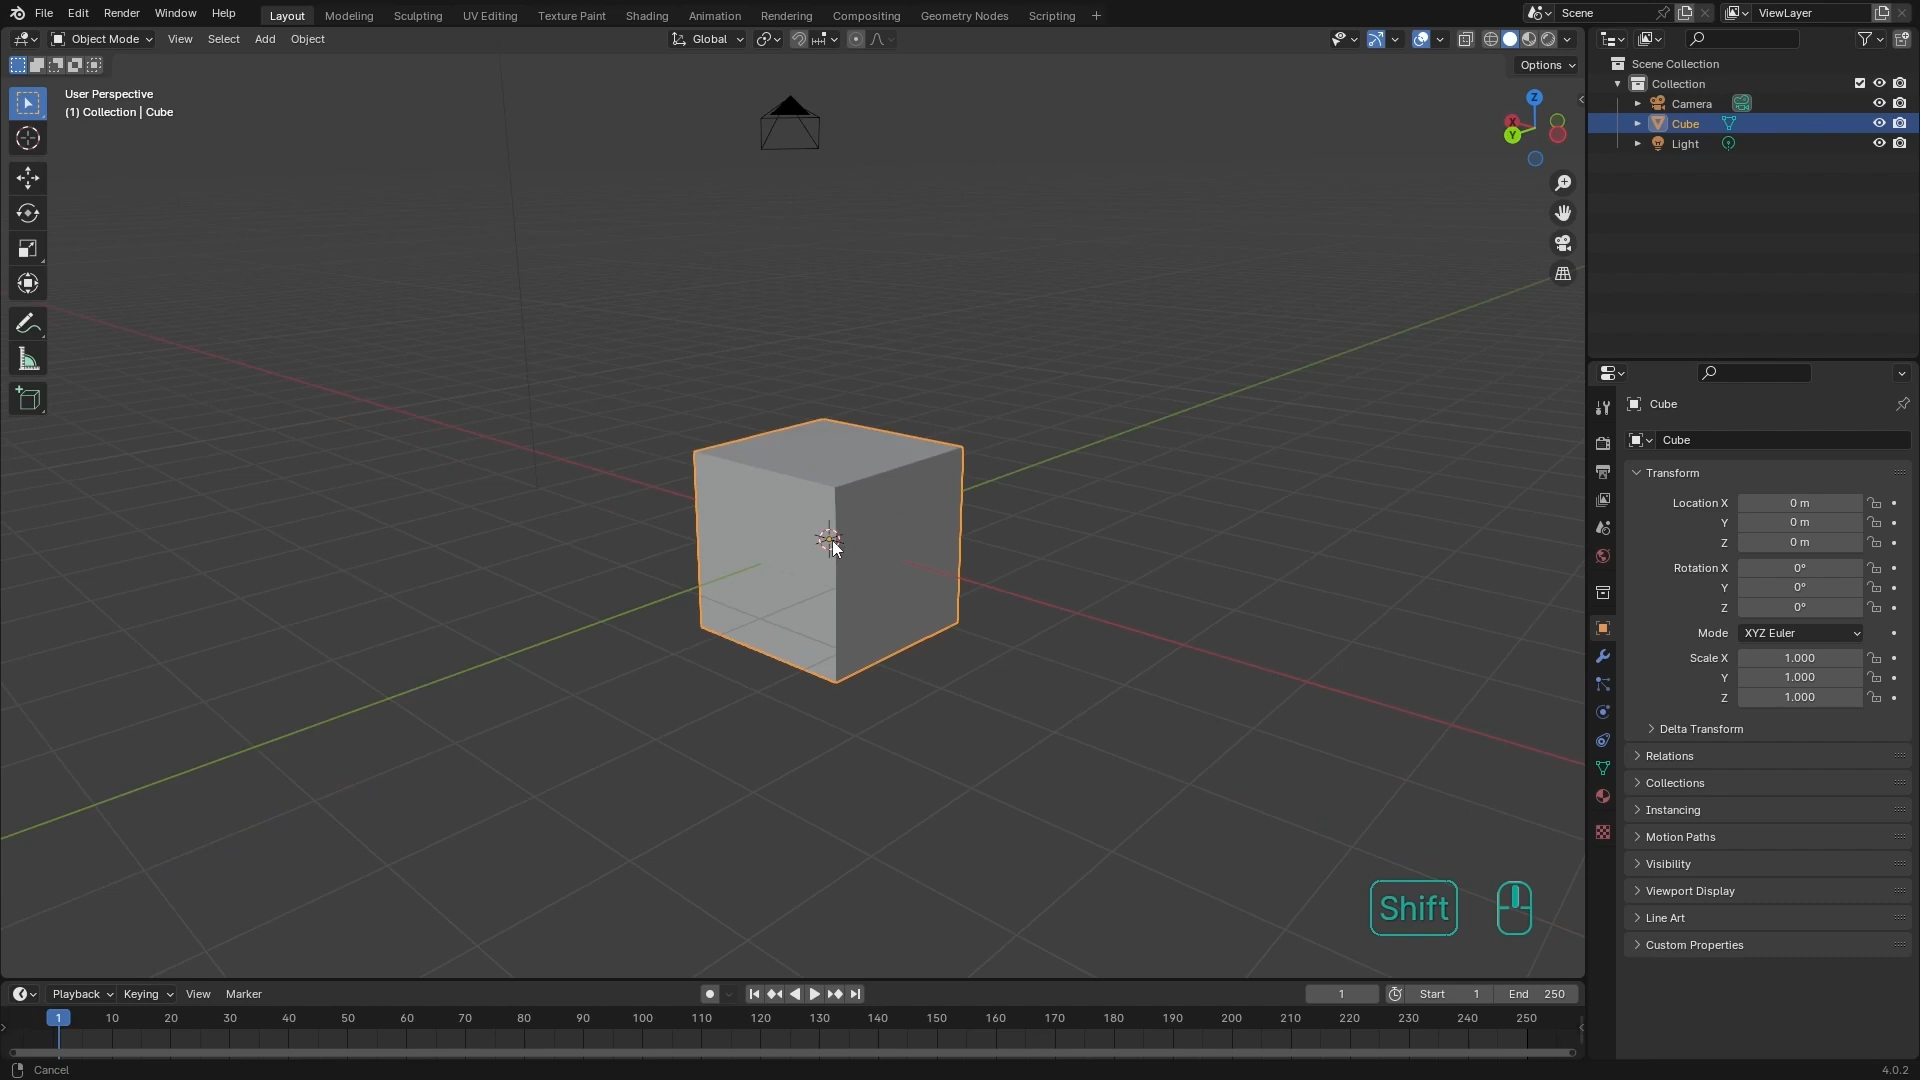 File Edit Render Window Help
Layout Modeling Sculpting UV Editing Texture Paint Shading Animation Rendering Compositing Geometry Nodes Scripting +
Scene
ViewLayer
Object Mode View Select Add Object
Global
Options
User Perspective
(1) Collection | Cube
Z
X
Y
Scene Collection
Collection
Camera
Cube
Light
Cube
Cube
Transform
Location X 0 m
Y 0 m
Z 0 m
Rotation X 0°
Y 0°
Z 0°
Mode XYZ Euler
Scale X 1.000
Y 1.000
Z 1.000
Delta Transform
Relations
Collections
Instancing
Motion Paths
Visibility
Viewport Display
Line Art
Custom Properties
Shift
Playback Keying View Marker
1 Start 1 End 250
1 10 20 30 40 50 60 70 80 90 100 110 120 130 140 150 160 170 180 190 200 210 220 230 240 250
Cancel
4.0.2